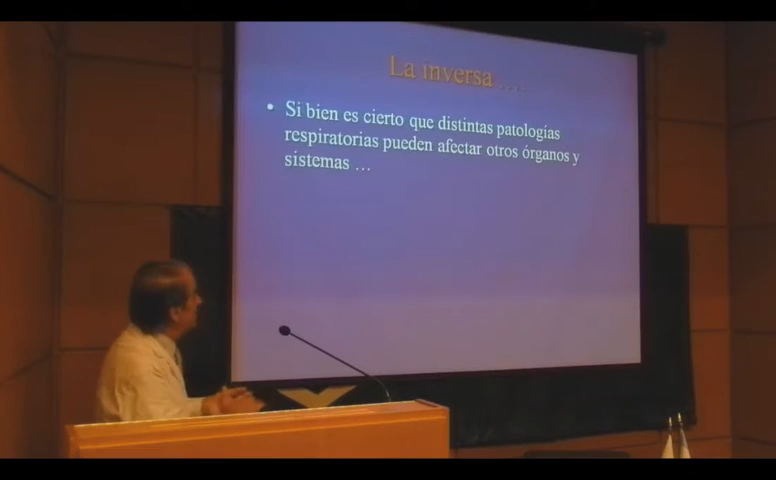 La inversa ....
• Si bien es cierto que distintas patologías
respiratorias pueden afectar otros órganos y
sistemas ...